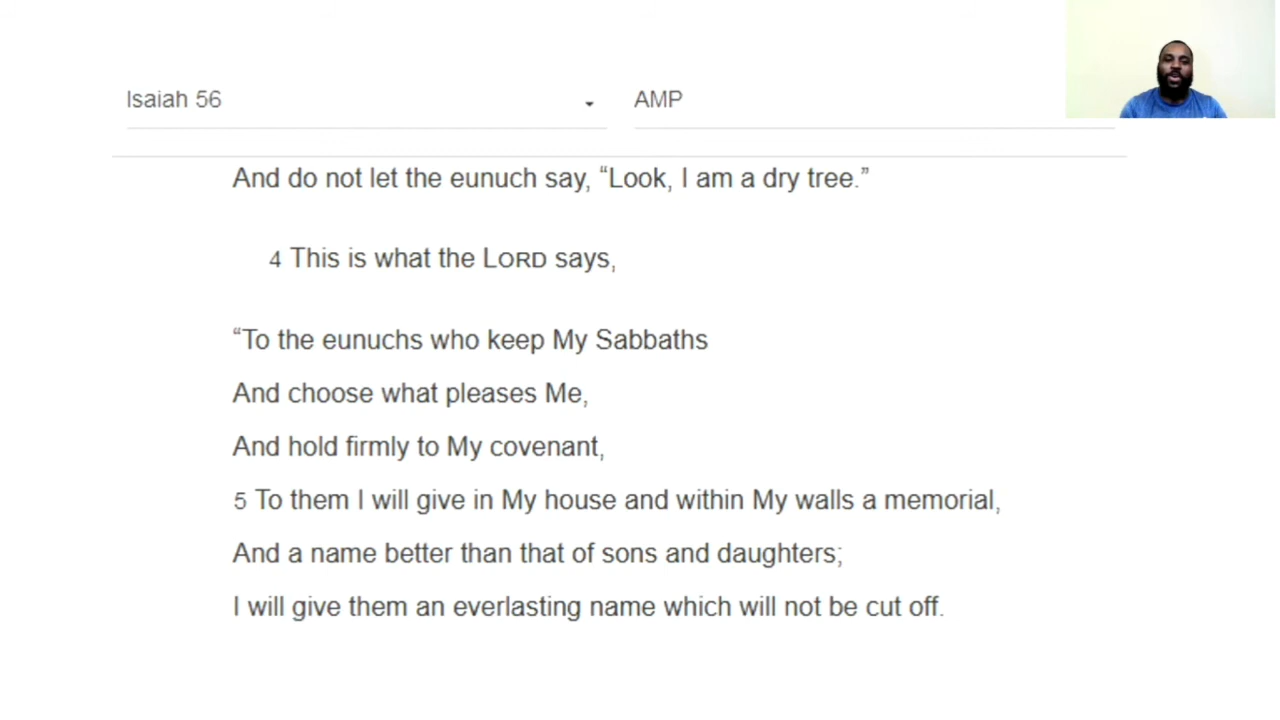 Isaiah 56
AMP
And do not let the eunuch say, “Look, I am a dry tree.”
4 This is what the LORD says,
“To the eunuchs who keep My Sabbaths
And choose what pleases Me,
And hold firmly to My covenant,
5 To them I will give in My house and within My walls a memorial,
And a name better than that of sons and daughters;
I will give them an everlasting name which will not be cut off.